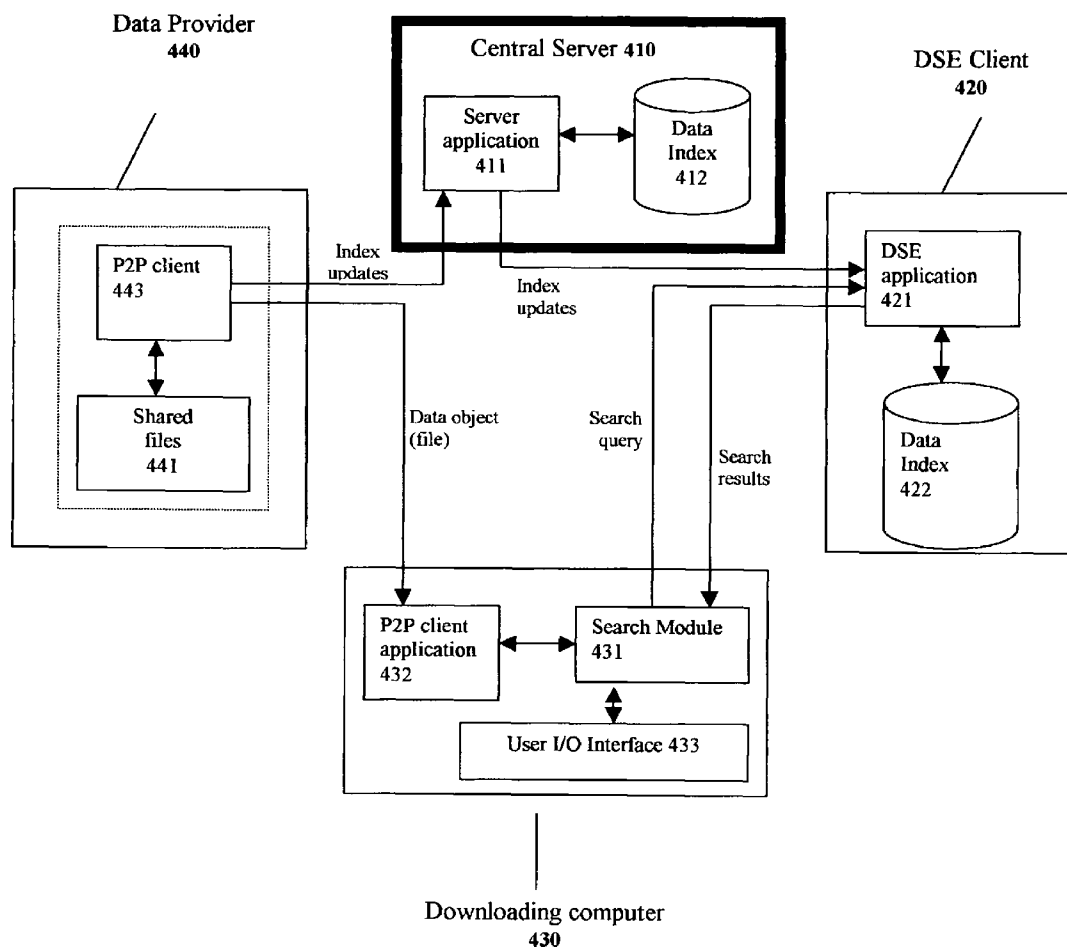 Data Provider
440
Central Server 410
DSE Client
420
Server
application
411
Data
Index
412
P2P client
443
Index
updates
Index
updates
DSE
application
421
Shared
files
441
Data object
(file)
Search
query
Search
results
Data
Index
422
P2P client
application
432
Search Module
431
User I/O Interface 433
Downloading computer
430